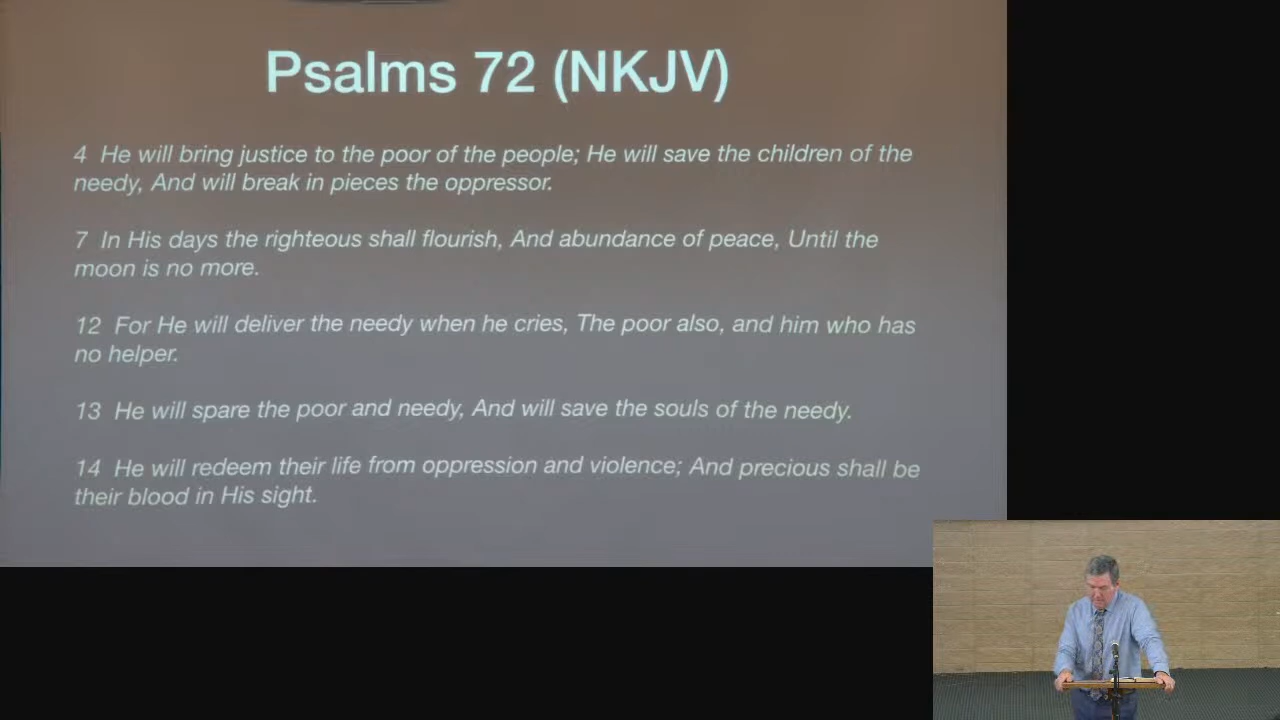 Psalms 72 (NKJV)
4 He will bring justice to the poor of the people; He will save the children of the
needy, And will break in pieces the oppressor.
7 In His days the righteous shall flourish, And abundance of peace, Until the
moon is no more.
12 For He will deliver the needy when he cries, The poor also, and him who has
no helper.
13 He will spare the poor and needy, And will save the souls of the needy.
14 He will redeem their life from oppression and violence; And precious shall be
their blood in His sight.